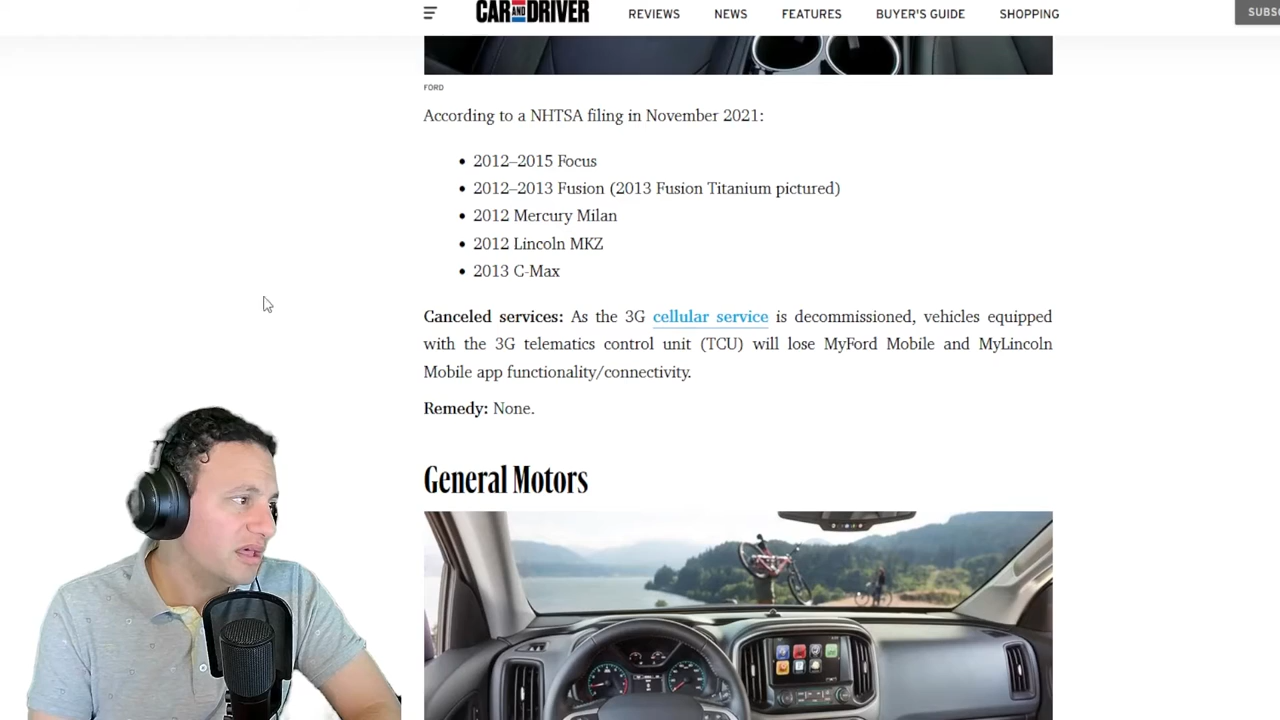 CAR AND DRIVER
REVIEWS
NEWS
FEATURES
BUYER'S GUIDE
SHOPPING
FORD
According to a NHTSA filing in November 2021:
• 2012–2015 Focus
• 2012–2013 Fusion (2013 Fusion Titanium pictured)
• 2012 Mercury Milan
• 2012 Lincoln MKZ
• 2013 C-Max
Canceled services: As the 3G cellular service is decommissioned, vehicles equipped
with the 3G telematics control unit (TCU) will lose MyFord Mobile and MyLincoln
Mobile app functionality/connectivity.
Remedy: None.
General Motors